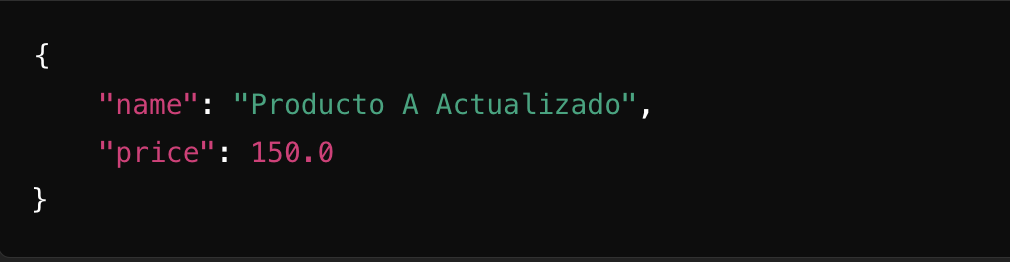 {
    "name": "Producto A Actualizado",
    "price": 150.0
}